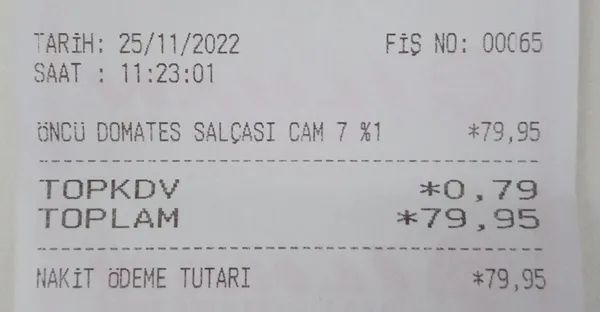 TARİH: 25/11/2022 FİŞ NO: 00065
SAAT : 11:23:01
ÖNCÜ DOMATES SALÇASI CAM 7 %1 *79,95
TOPKDV *0,79
TOPLAM *79,95
NAKİT ÖDEME TUTARI *79,95